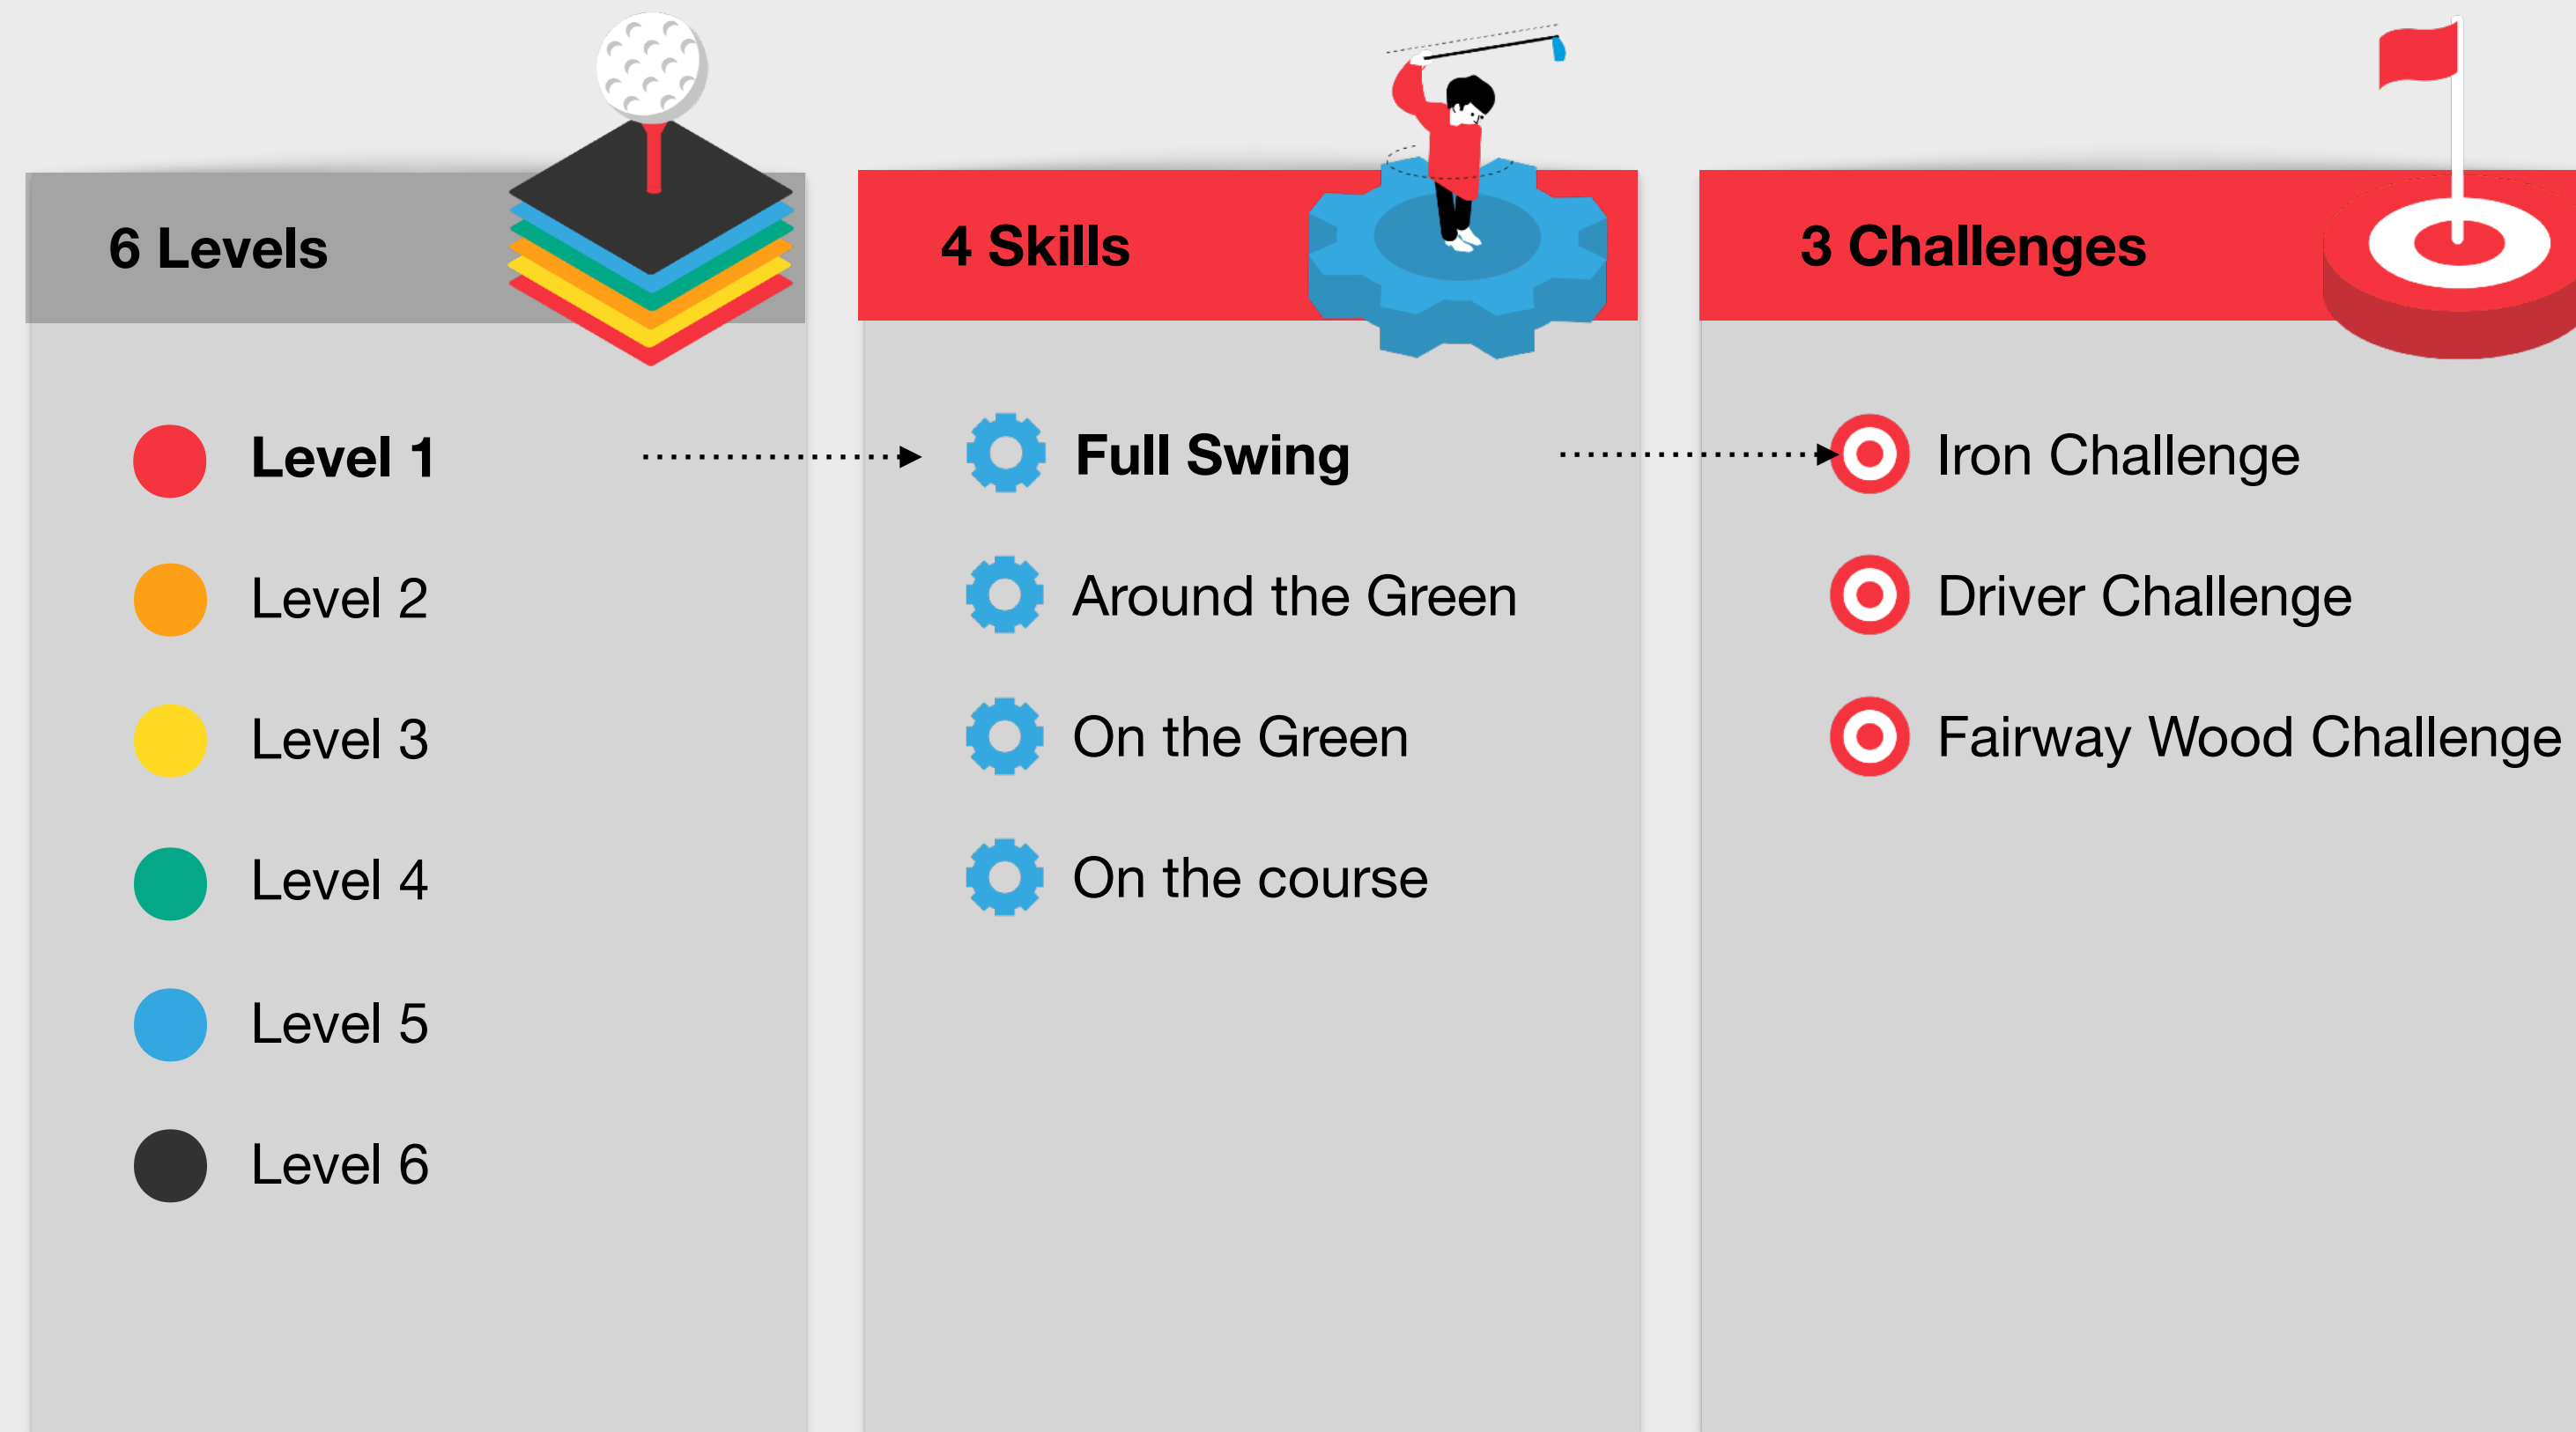 6 Levels
Level 1
Level 2
Level 3
Level 4
Level 5
Level 6
4 Skills
Full Swing
Around the Green
On the Green
On the course
3 Challenges
Iron Challenge
Driver Challenge
Fairway Wood Challenge